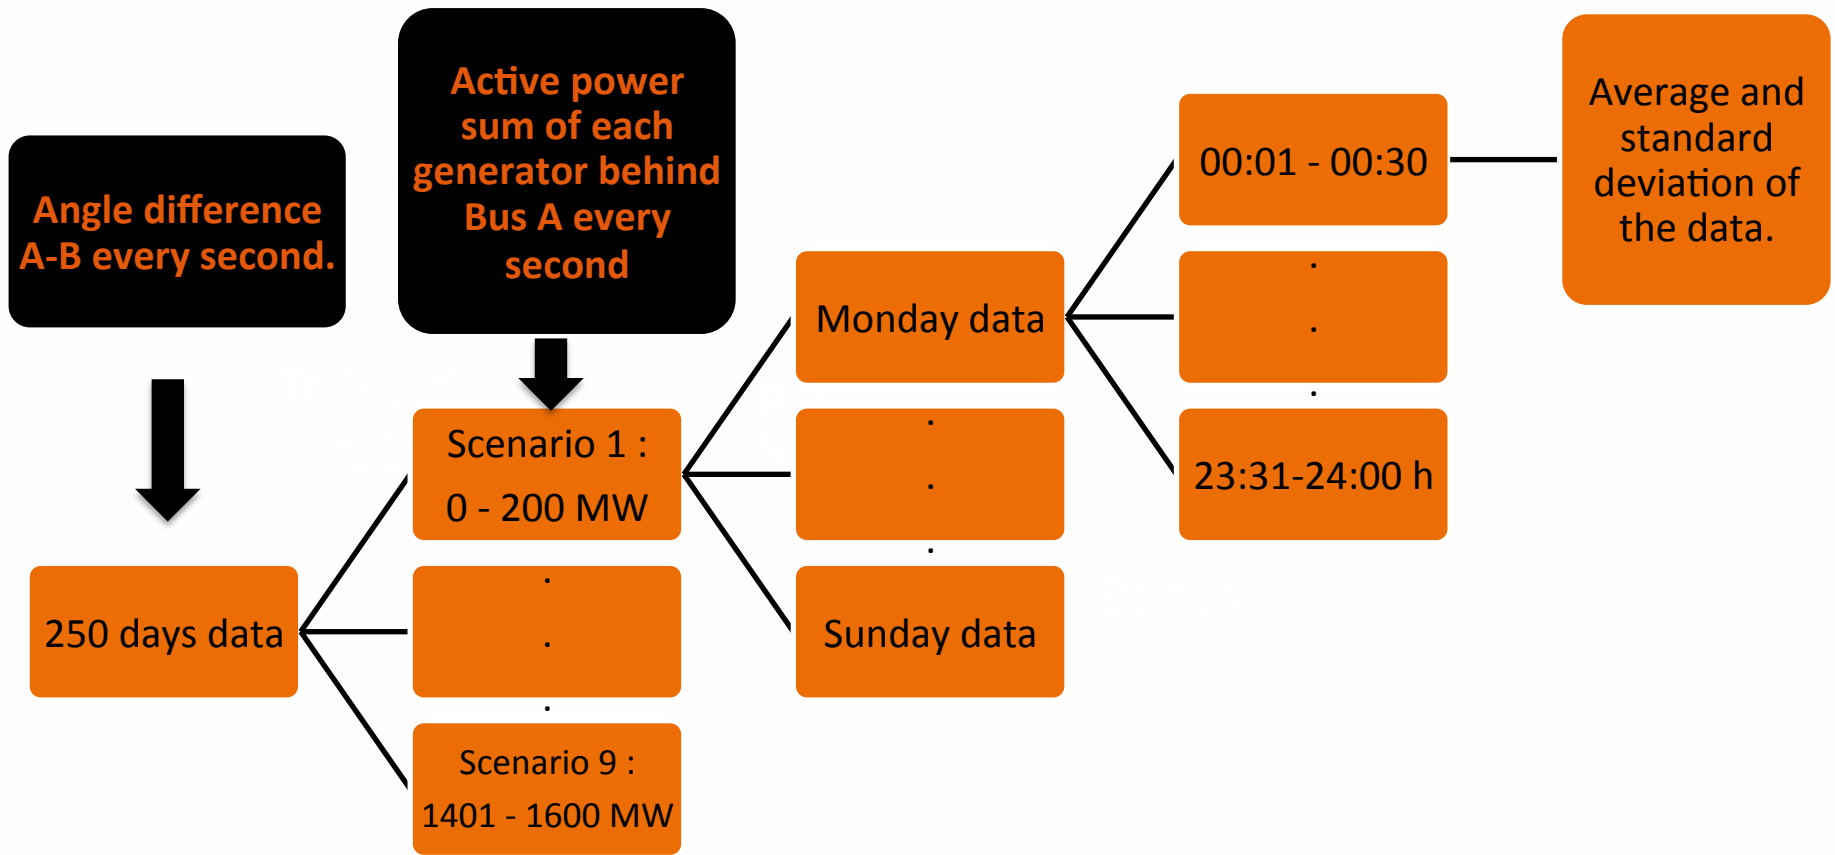 Angle difference
A-B every second.
Active power
sum of each
generator behind
Bus A every
second
250 days data
Scenario 1 :
0 - 200 MW
.
.
.
Scenario 9 :
1401 - 1600 MW
Monday data
.
.
.
Sunday data
00:01 - 00:30
.
.
.
23:31-24:00 h
Average and
standard
deviation of
the data.